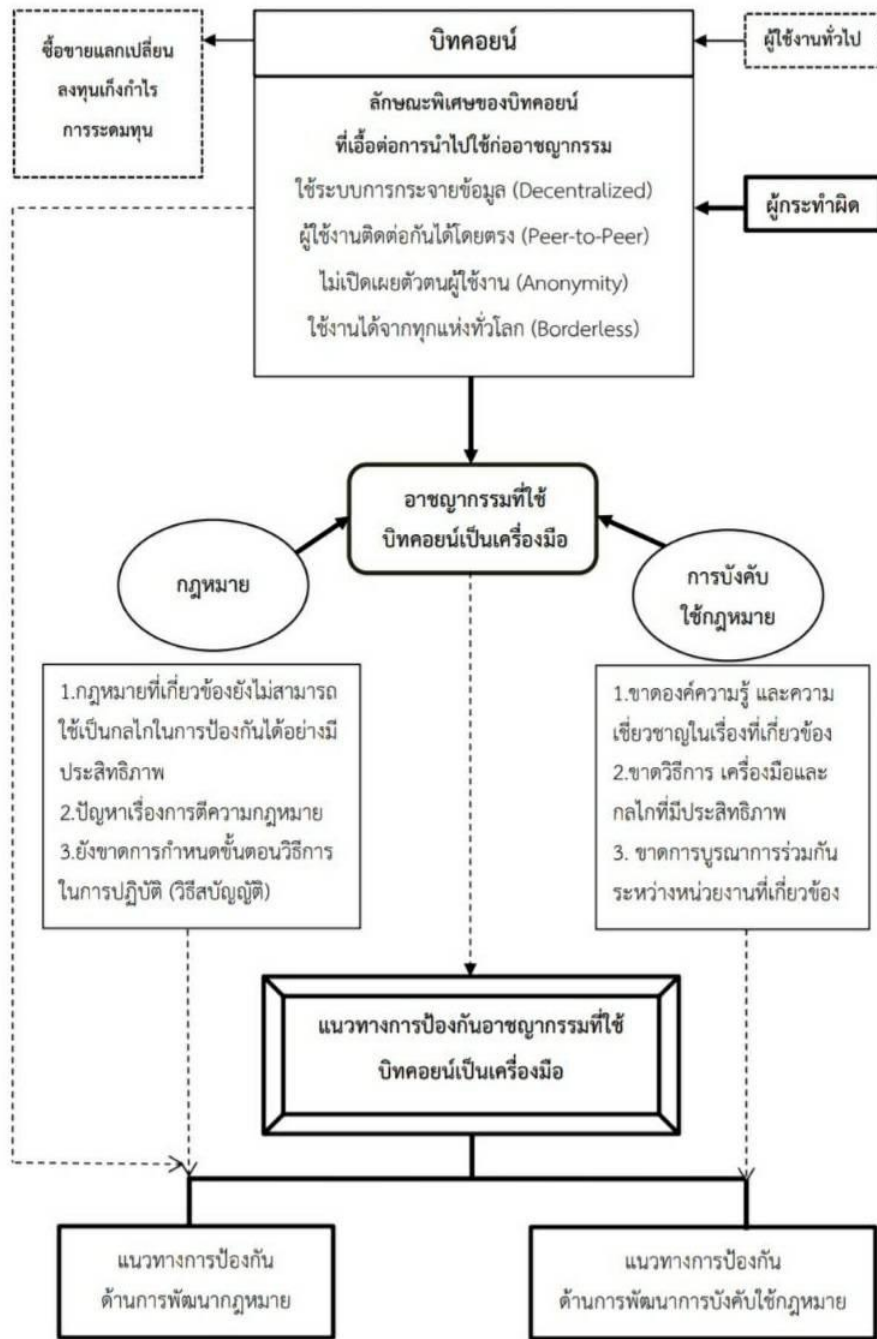 บิทคอยน์
ผู้ใช้งานทั่วไป
ซื้อขายแลกเปลี่ยน
ลงทุนเก็งกำไร
การระดมทุน
ลักษณะพิเศษของบิทคอยน์
ที่เอื้อต่อการนำไปใช้ก่ออาชญากรรม
ใช้ระบบการกระจายข้อมูล (Decentralized)
ผู้ใช้งานติดต่อกันได้โดยตรง (Peer-to-Peer)
ไม่เปิดเผยตัวตนผู้ใช้งาน (Anonymity)
ใช้งานได้จากทุกแห่งทั่วโลก (Borderless)
ผู้กระทำผิด
อาชญากรรมที่ใช้
บิทคอยน์เป็นเครื่องมือ
กฎหมาย
การบังคับ
ใช้กฎหมาย
1.กฎหมายที่เกี่ยวข้องยังไม่สามารถ
ใช้เป็นกลไกในการป้องกันได้อย่างมี
ประสิทธิภาพ
2.ปัญหาเรื่องการตีความกฎหมาย
3.ยังขาดการกำหนดขั้นตอนวิธีการ
ในการปฏิบัติ (วิธีสบัญญัติ)
1.ขาดองค์ความรู้ และความ
เชี่ยวชาญในเรื่องที่เกี่ยวข้อง
2.ขาดวิธีการ เครื่องมือและ
กลไกที่มีประสิทธิภาพ
3. ขาดการบูรณาการร่วมกัน
ระหว่างหน่วยงานที่เกี่ยวข้อง
แนวทางการป้องกันอาชญากรรมที่ใช้
บิทคอยน์เป็นเครื่องมือ
แนวทางการป้องกัน
ด้านการพัฒนากฎหมาย
แนวทางการป้องกัน
ด้านการพัฒนาการบังคับใช้กฎหมาย